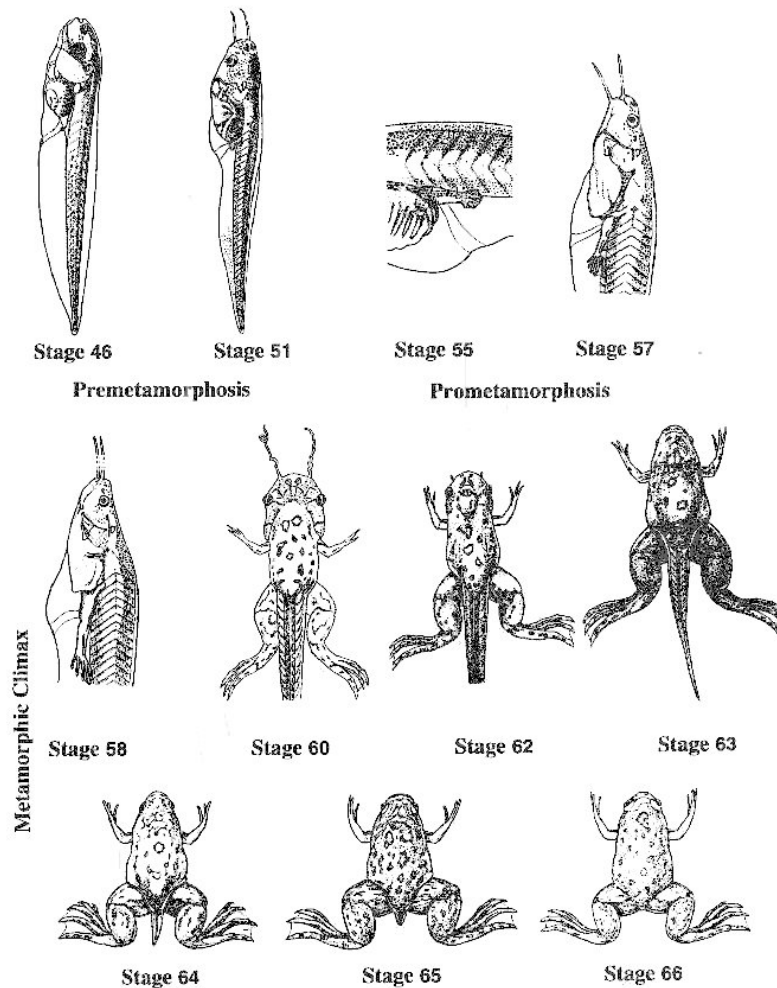 Stage 46
Stage 51
Stage 55
Stage 57
Premetamorphosis
Prometamorphosis
Metamorphic Climax
Stage 58
Stage 60
Stage 62
Stage 63
Stage 64
Stage 65
Stage 66